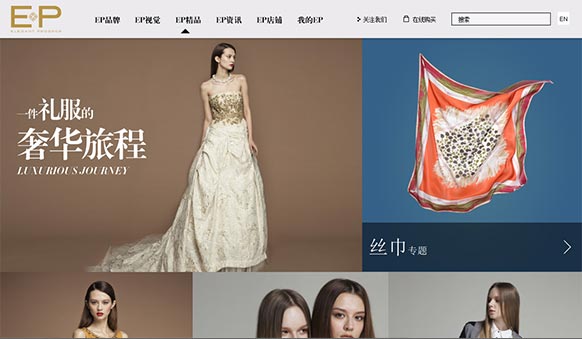 E·P
ELEGANT PROSPER
EP品牌 EP视觉 EP精品 EP资讯 EP店铺 我的EP
关注我们 在线购买 搜索 EN
一件礼服的
奢华旅程
LUXURIOUS JOURNEY
丝巾专题